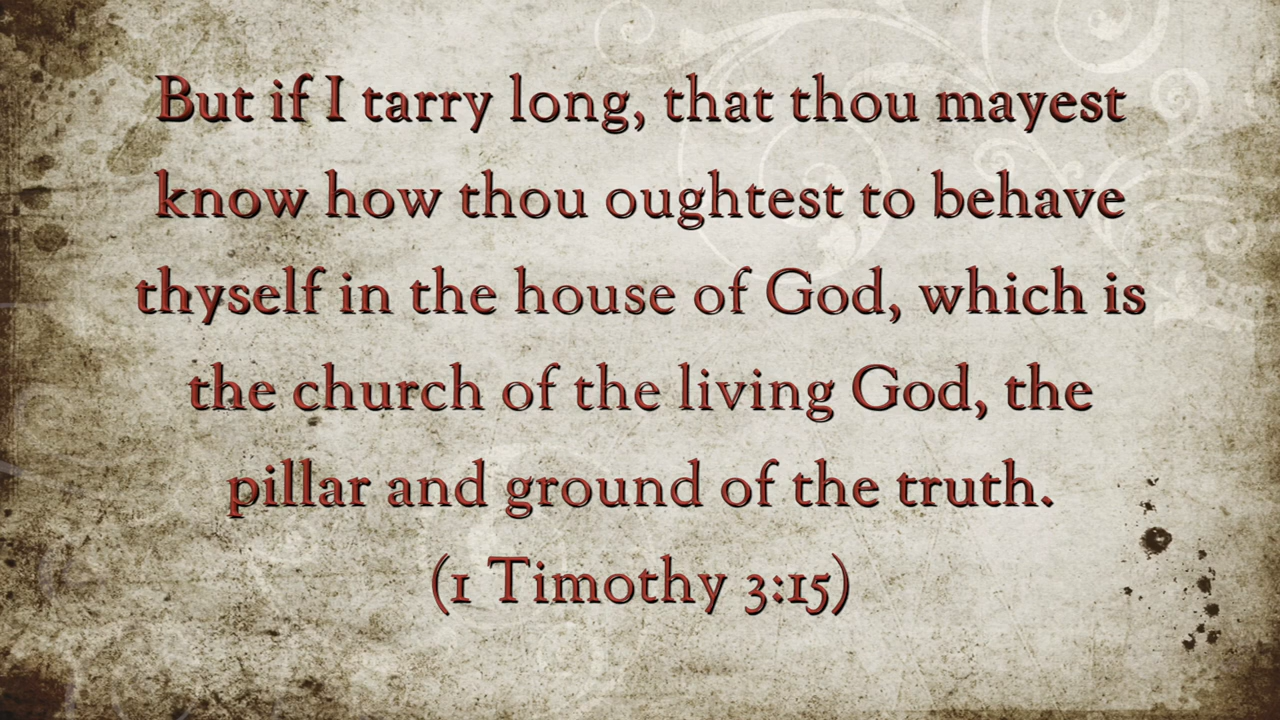 But if I tarry long, that thou mayest
know how thou oughtest to behave
thyself in the house of God, which is
the church of the living God, the
pillar and ground of the truth.
(1 Timothy 3:15)